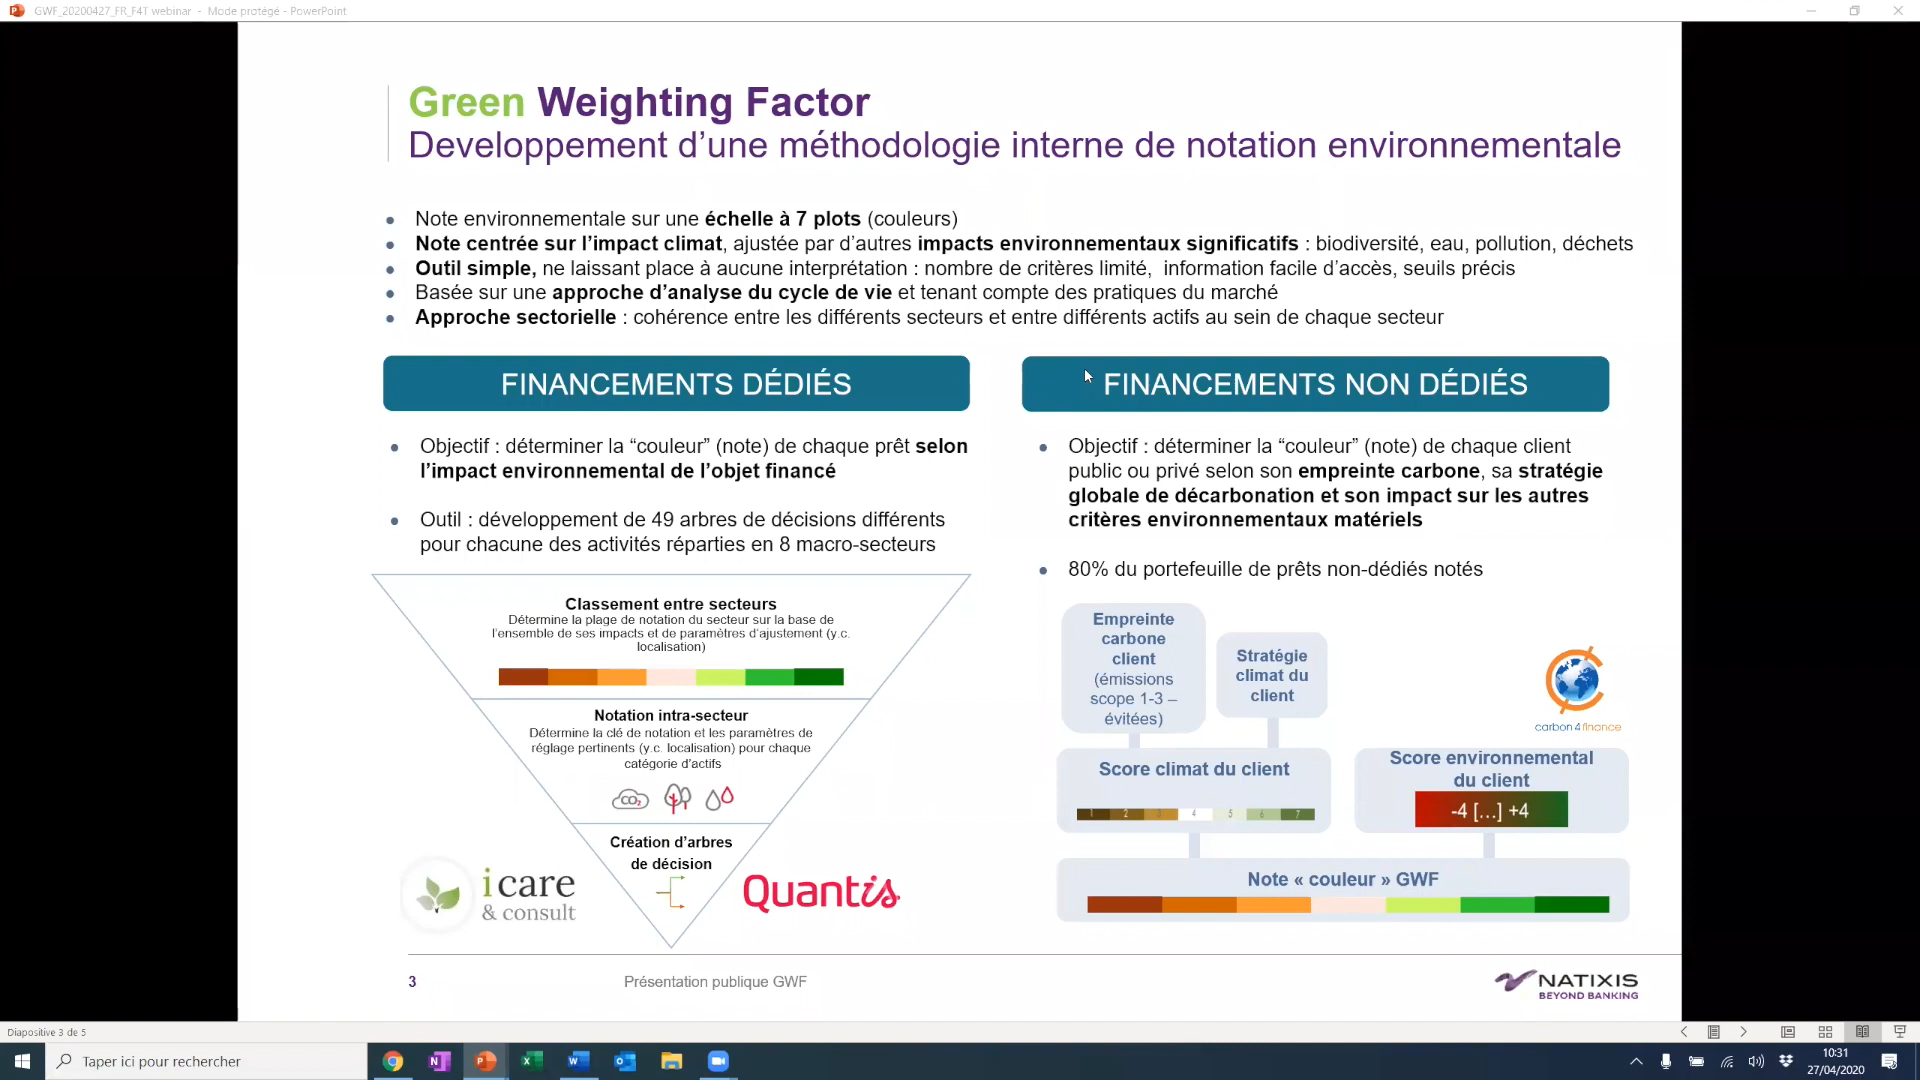 GWF_20200427_FR_F4T webinar - Mode protégé - PowerPoint
Green Weighting Factor
Developpement d’une méthodologie interne de notation environnementale
Note environnementale sur une échelle à 7 plots (couleurs)
Note centrée sur l’impact climat, ajustée par d’autres impacts environnementaux significatifs : biodiversité, eau, pollution, déchets
Outil simple, ne laissant place à aucune interprétation : nombre de critères limité, information facile d’accès, seuils précis
Basée sur une approche d’analyse du cycle de vie et tenant compte des pratiques du marché
Approche sectorielle : cohérence entre les différents secteurs et entre différents actifs au sein de chaque secteur
FINANCEMENTS DÉDIÉS
Objectif : déterminer la “couleur” (note) de chaque prêt selon
l’impact environnemental de l’objet financé
Outil : développement de 49 arbres de décisions différents
pour chacune des activités réparties en 8 macro-secteurs
Classement entre secteurs
Détermine la plage de notation du secteur sur la base de
l’ensemble de ses impacts et de paramètres d’ajustement (y.c.
localisation)
Notation intra-secteur
Détermine la clé de notation et les paramètres de
réglage pertinents (y.c. localisation) pour chaque
catégorie d’actifs
CO2
Création d’arbres
de décision
i care
& consult
Quantis
FINANCEMENTS NON DÉDIÉS
Objectif : déterminer la “couleur” (note) de chaque client
public ou privé selon son empreinte carbone, sa stratégie
globale de décarbonation et son impact sur les autres
critères environnementaux matériels
80% du portefeuille de prêts non-dédiés notés
Empreinte
carbone
client
(émissions
scope 1-3 –
évitées)
Stratégie
climat du
client
carbon 4 finance
Score climat du client
1 2 3 4 5 6 7
Score environnemental
du client
-4 [...] +4
Note « couleur » GWF
3
Présentation publique GWF
NATIXIS
BEYOND BANKING
Diapositive 3 de 5
Taper ici pour rechercher
10:31
27/04/2020